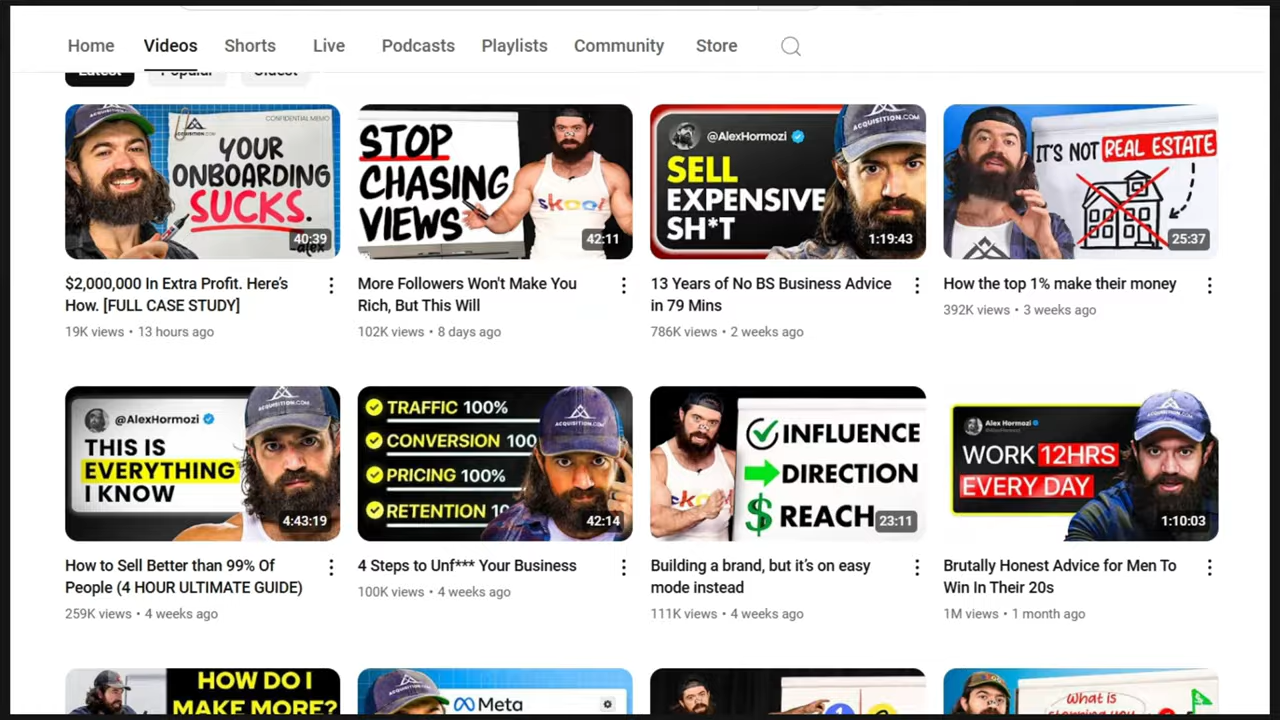 Home Videos Shorts Live Podcasts Playlists Community Store
Latest Popular Oldest
ACQUISITION.COM
CONFIDENTIAL MEMO
YOUR
ONBOARDING
SUCKS.
alex
40:39
STOP
CHASING
VIEWS
skool
42:11
@AlexHormozi
ACQUISITION.COM
SELL
EXPENSIVE
SH*T
1:19:43
IT'S NOT REAL ESTATE
25:37
$2,000,000 In Extra Profit. Here's
How. [FULL CASE STUDY]
19K views • 13 hours ago
More Followers Won't Make You
Rich, But This Will
102K views • 8 days ago
13 Years of No BS Business Advice
in 79 Mins
786K views • 2 weeks ago
How the top 1% make their money
392K views • 3 weeks ago
@AlexHormozi
ACQUISITION.COM
THIS IS
EVERYTHING
I KNOW
4:43:19
TRAFFIC 100%
CONVERSION 100
PRICING 100%
RETENTION 10
ACQUISITION.COM
42:14
INFLUENCE
DIRECTION
$ REACH
skool
23:11
Alex Hormozi
ACQUISITION.COM
WORK 12HRS
EVERY DAY
1:10:03
How to Sell Better than 99% Of
People (4 HOUR ULTIMATE GUIDE)
259K views • 4 weeks ago
4 Steps to Unf*** Your Business
100K views • 4 weeks ago
Building a brand, but it's on easy
mode instead
111K views • 4 weeks ago
Brutally Honest Advice for Men To
Win In Their 20s
1M views • 1 month ago
HOW DO I
MAKE MORE?
ACQUISITION.COM
Meta
What is